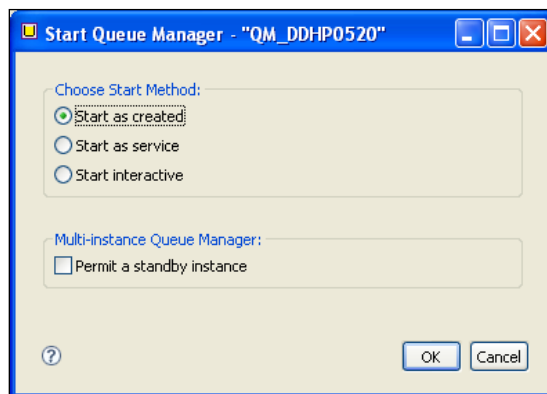 Start Queue Manager - "QM_DDHP0520"
Choose Start Method:
Start as created
Start as service
Start interactive
Multi-instance Queue Manager:
Permit a standby instance
?
OK
Cancel